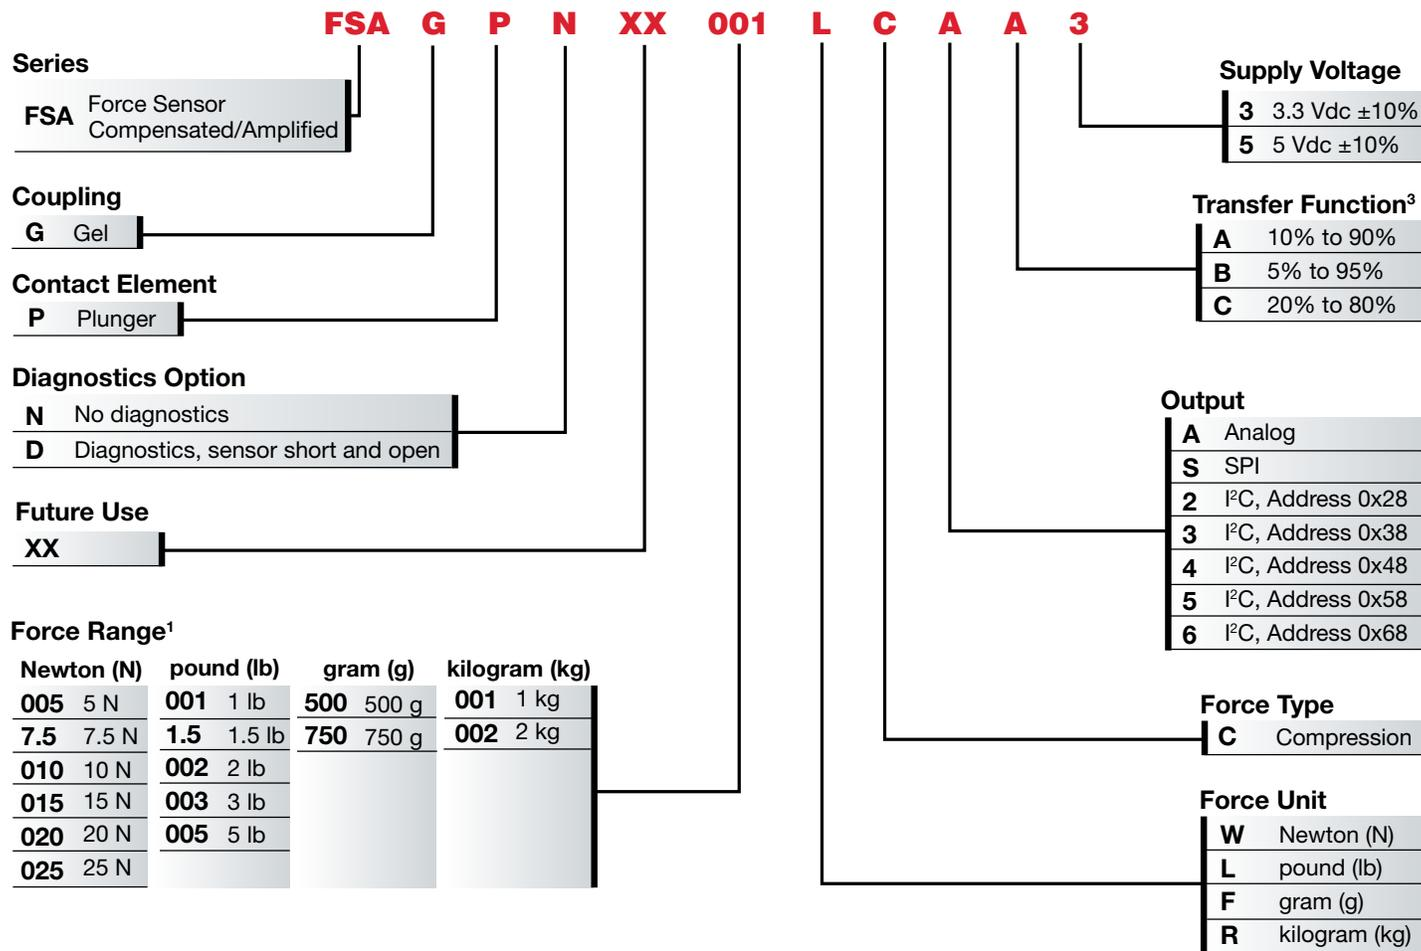 FSA G P N XX 001 L C A A 3
Series
FSA Force Sensor
Compensated/Amplified
Coupling
G Gel
Contact Element
P Plunger
Diagnostics Option
N No diagnostics
D Diagnostics, sensor short and open
Future Use
XX
Force Range¹
Newton (N) pound (lb) gram (g) kilogram (kg)
005 5 N 001 1 lb 500 500 g 001 1 kg
7.5 7.5 N 1.5 1.5 lb 750 750 g 002 2 kg
010 10 N 002 2 lb
015 15 N 003 3 lb
020 20 N 005 5 lb
025 25 N
Supply Voltage
3 3.3 Vdc ±10%
5 5 Vdc ±10%
Transfer Function³
A 10% to 90%
B 5% to 95%
C 20% to 80%
Output
A Analog
S SPI
2 I²C, Address 0x28
3 I²C, Address 0x38
4 I²C, Address 0x48
5 I²C, Address 0x58
6 I²C, Address 0x68
Force Type
C Compression
Force Unit
W Newton (N)
L pound (lb)
F gram (g)
R kilogram (kg)